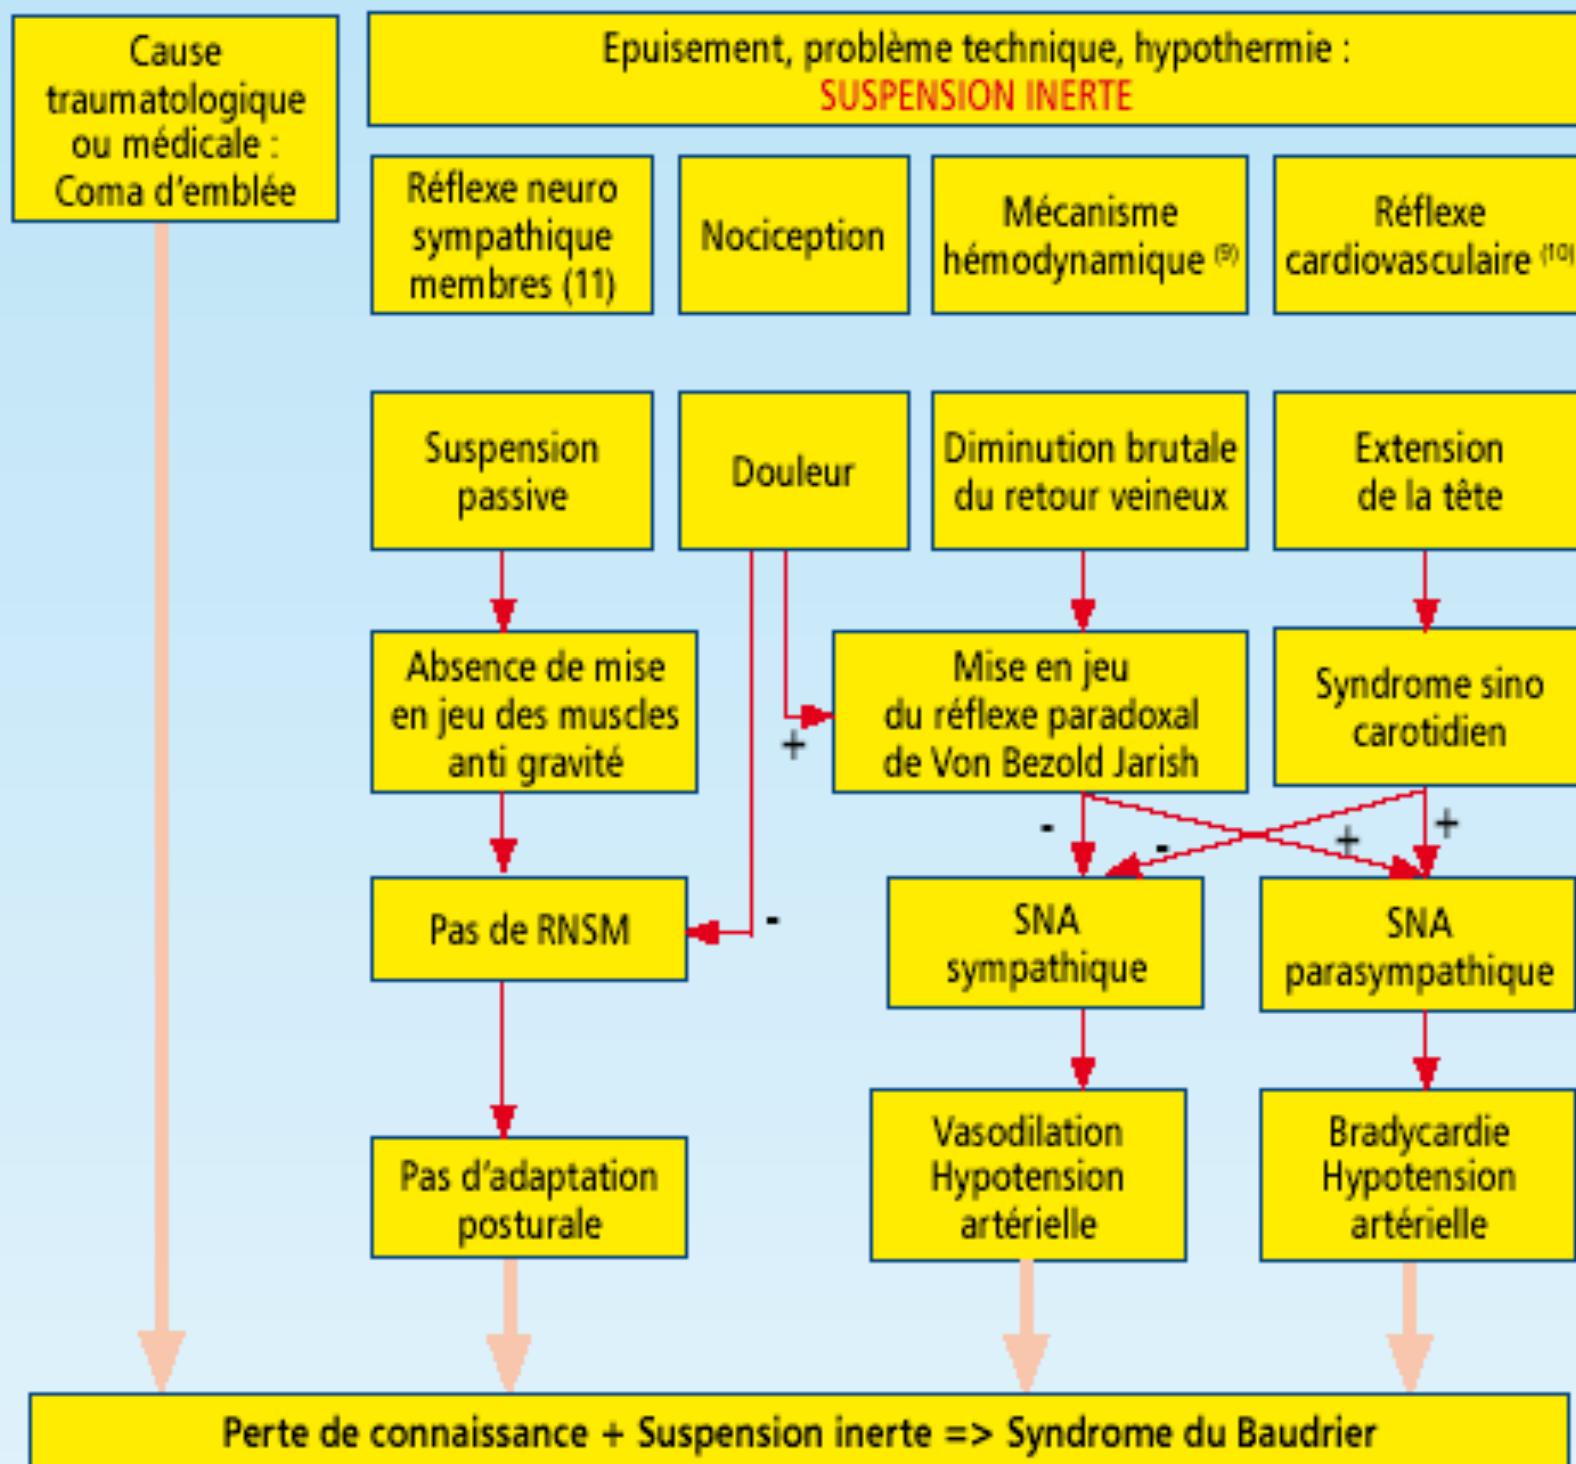 Cause
traumatologique
ou médicale :
Coma d'emblée
Epuisement, problème technique, hypothermie :
SUSPENSION INERTE
Réflexe neuro
sympathique
membres (11)
Nociception
Mécanisme
hémodynamique (9)
Réflexe
cardiovasculaire (10)
Suspension
passive
Douleur
Diminution brutale
du retour veineux
Extension
de la tête
Absence de mise
en jeu des muscles
anti gravité
+
Mise en jeu
du réflexe paradoxal
de Von Bezold Jarish
Syndrome sino
carotidien
-
-
+
+
Pas de RNSM
-
SNA
sympathique
SNA
parasympathique
Pas d'adaptation
posturale
Vasodilation
Hypotension
artérielle
Bradycardie
Hypotension
artérielle
Perte de connaissance + Suspension inerte => Syndrome du Baudrier